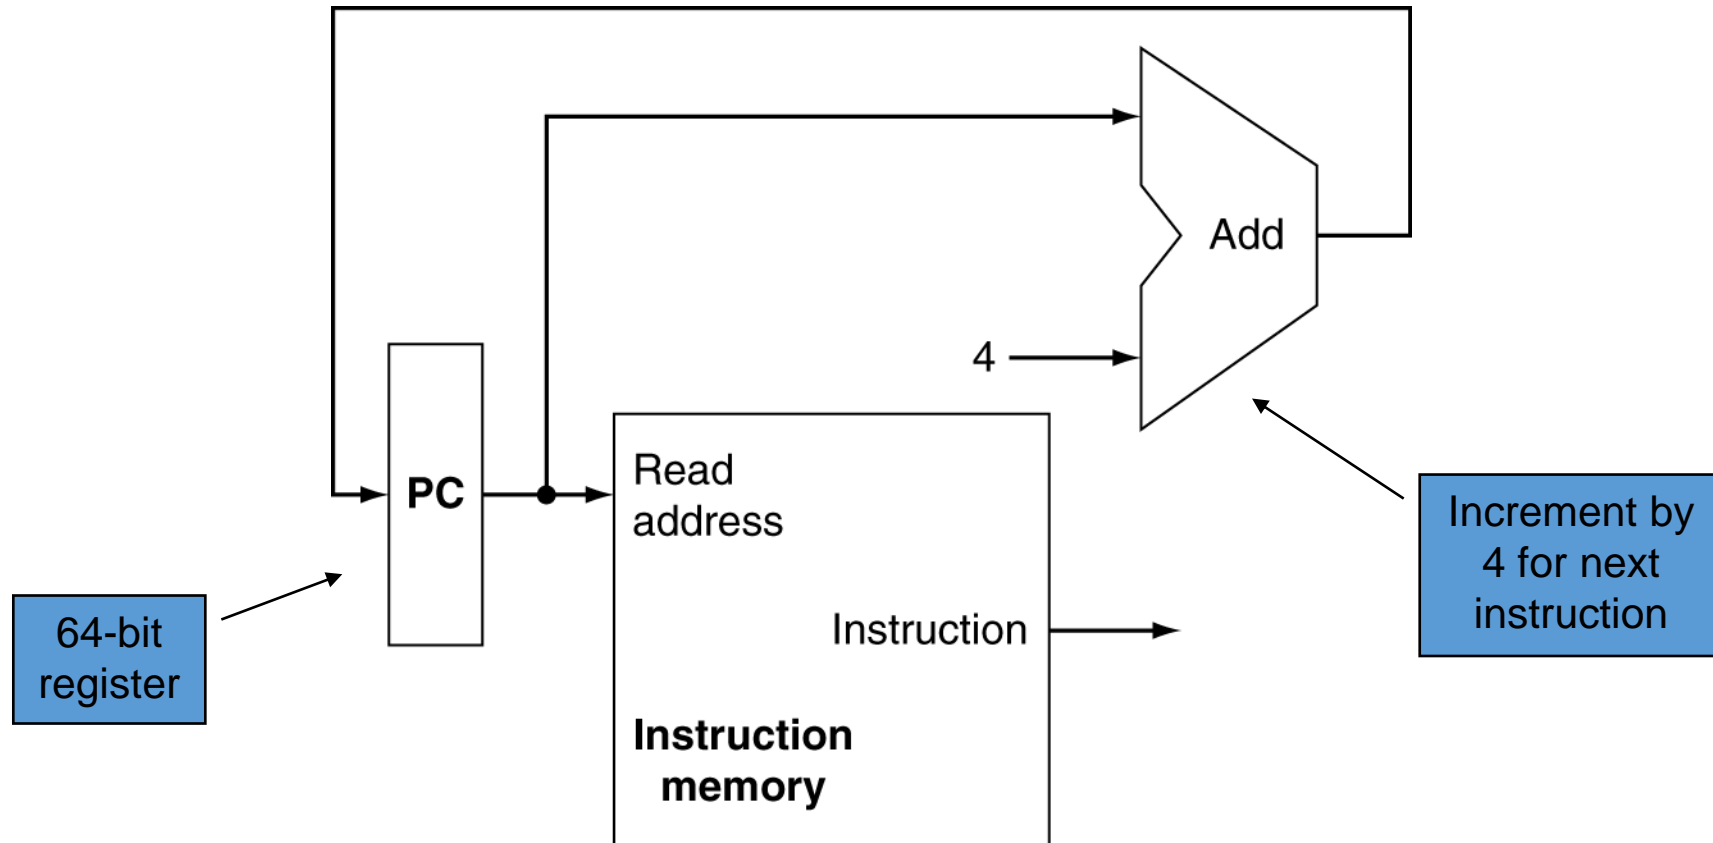 Add
4
PC
Read
address
Increment by
4 for next
instruction
64-bit
register
Instruction
Instruction
memory